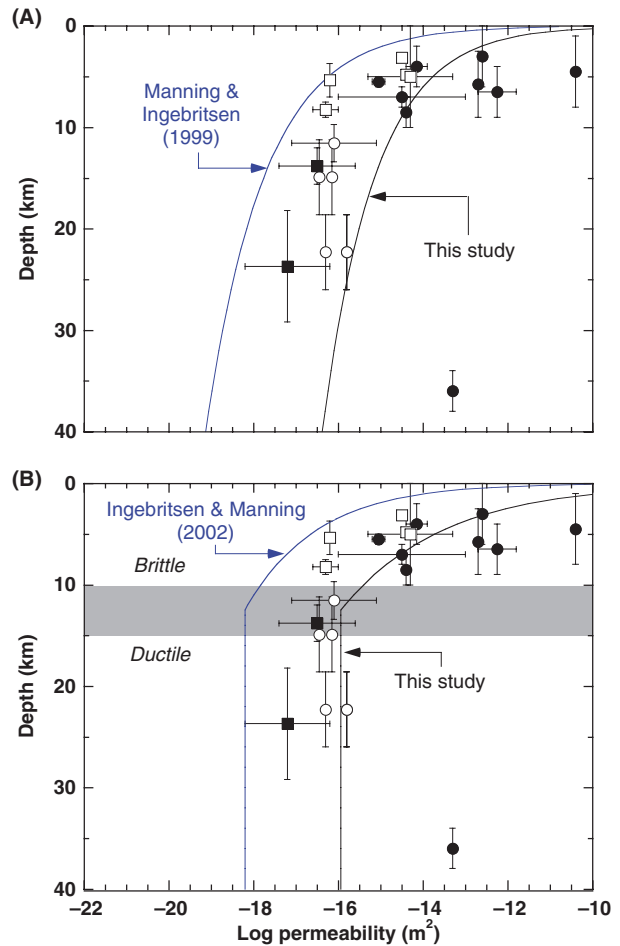 (A)
0
10
20
30
40
Depth (km)
Manning &
Ingebritsen
(1999)
This study
(B)
0
10
20
30
40
Depth (km)
Ingebritsen & Manning
(2002)
Brittle
Ductile
This study
–22 –20 –18 –16 –14 –12 –10
Log permeability (m²)